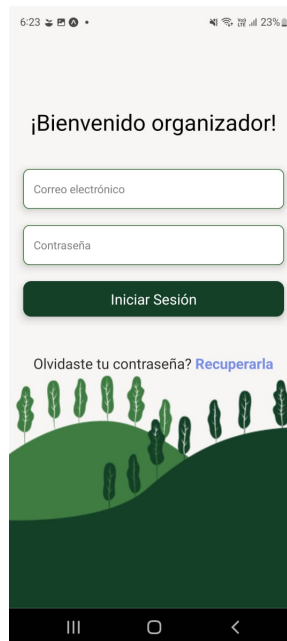 6:23
23%
¡Bienvenido organizador!
Correo electrónico
Contraseña
Iniciar Sesión
Olvidaste tu contraseña? Recuperarla